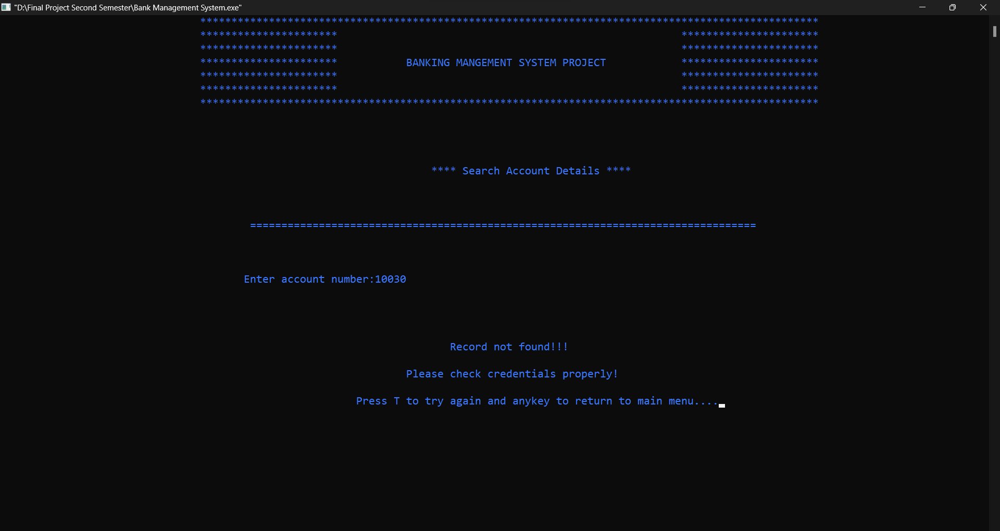 "D:\Final Project Second Semester\Bank Management System.exe"
***************************************************************************************************
********************** **********************
********************** **********************
********************** BANKING MANGEMENT SYSTEM PROJECT **********************
********************** **********************
********************** **********************
***************************************************************************************************
**** Search Account Details ****
=================================================================================
Enter account number:10030
Record not found!!!
Please check credentials properly!
Press T to try again and anykey to return to main menu....